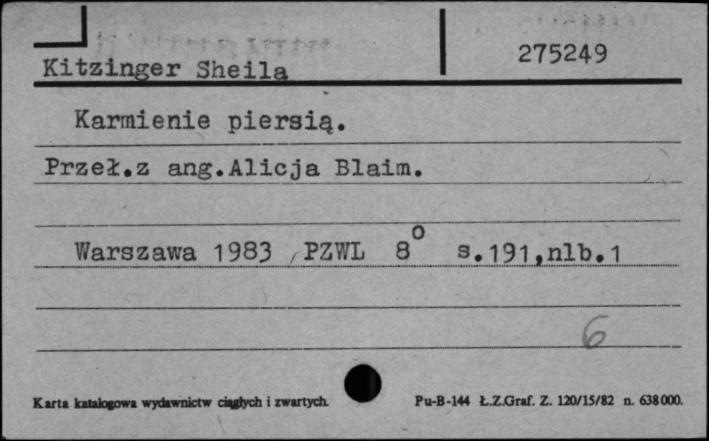 Kitzinger Sheila 275249
Karmienie piersią.
Przeł.z ang.Alicja Blaim.
Warszawa 1983 PZWL 8° s.191,nlb.1
6
Karta katalogowa wydawnictw ciągłych i zwartych. Pu-B-144 Ł.Z.Graf. Z. 120/15/82 n. 638000.